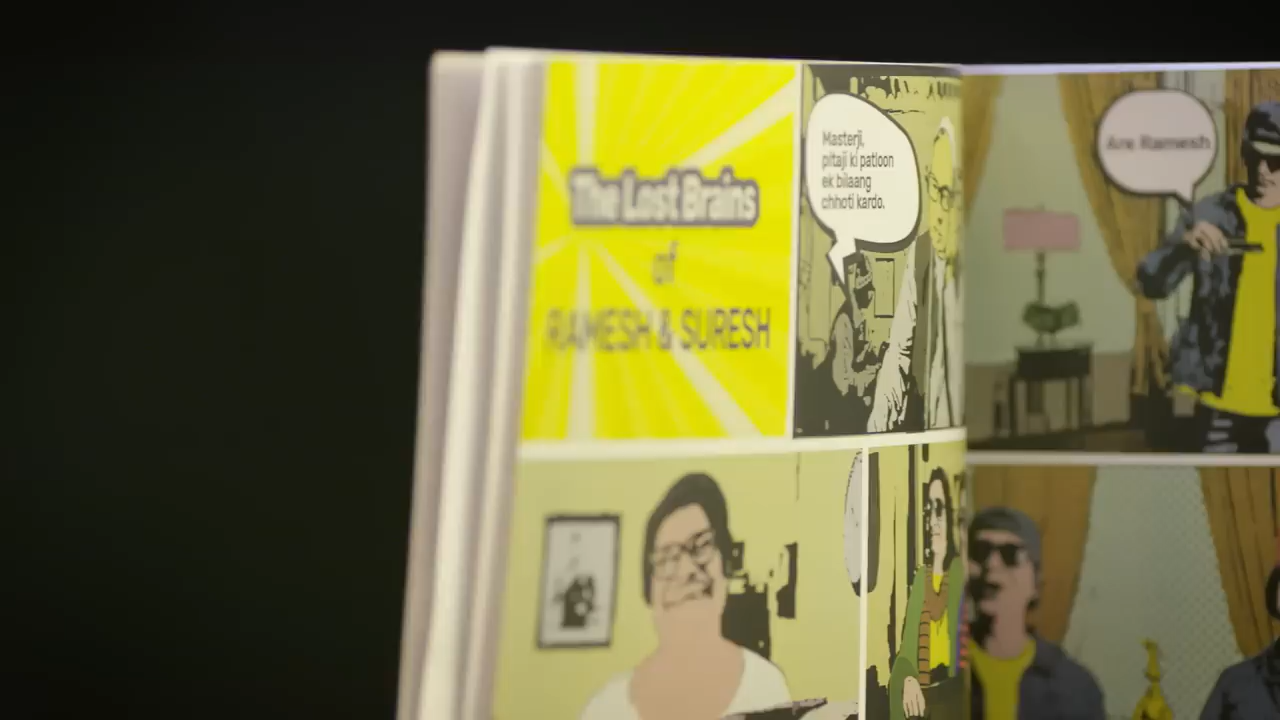 The Lost Brains
of
RAMESH & SURESH
Masterji,
pitaji ki patloon
ek bilaang
chhoti kardo.
Are Ramesh